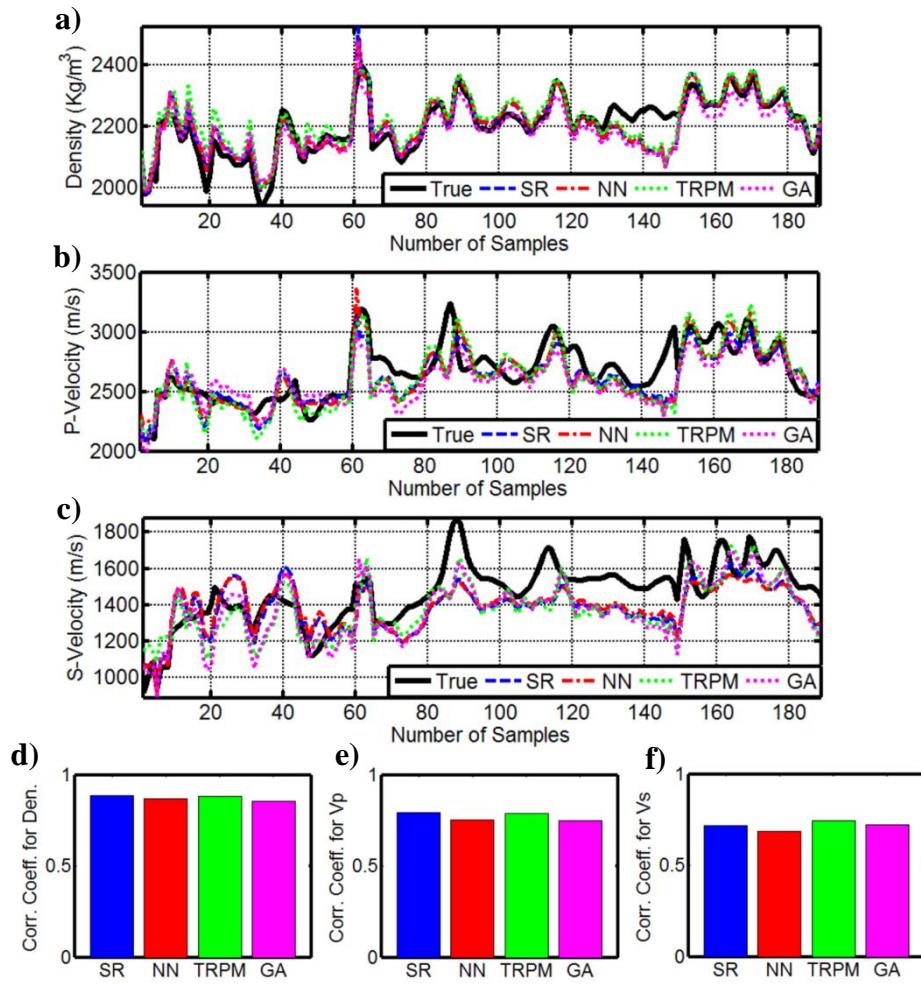 a)
Density (Kg/m³)
2400
2200
2000
20 40 60 80 100 120 140 160 180
True SR NN TRPM GA
Number of Samples
b)
P-Velocity (m/s)
3500
3000
2500
2000
20 40 60 80 100 120 140 160 180
True SR NN TRPM GA
Number of Samples
c)
S-Velocity (m/s)
1800
1600
1400
1200
1000
20 40 60 80 100 120 140 160 180
True SR NN TRPM GA
Number of Samples
d)
Corr. Coeff. for Den.
1
0.5
0
SR NN TRPM GA
e)
Corr. Coeff. for Vp
1
0.5
0
SR NN TRPM GA
f)
Corr. Coeff. for Vs
1
0.5
0
SR NN TRPM GA